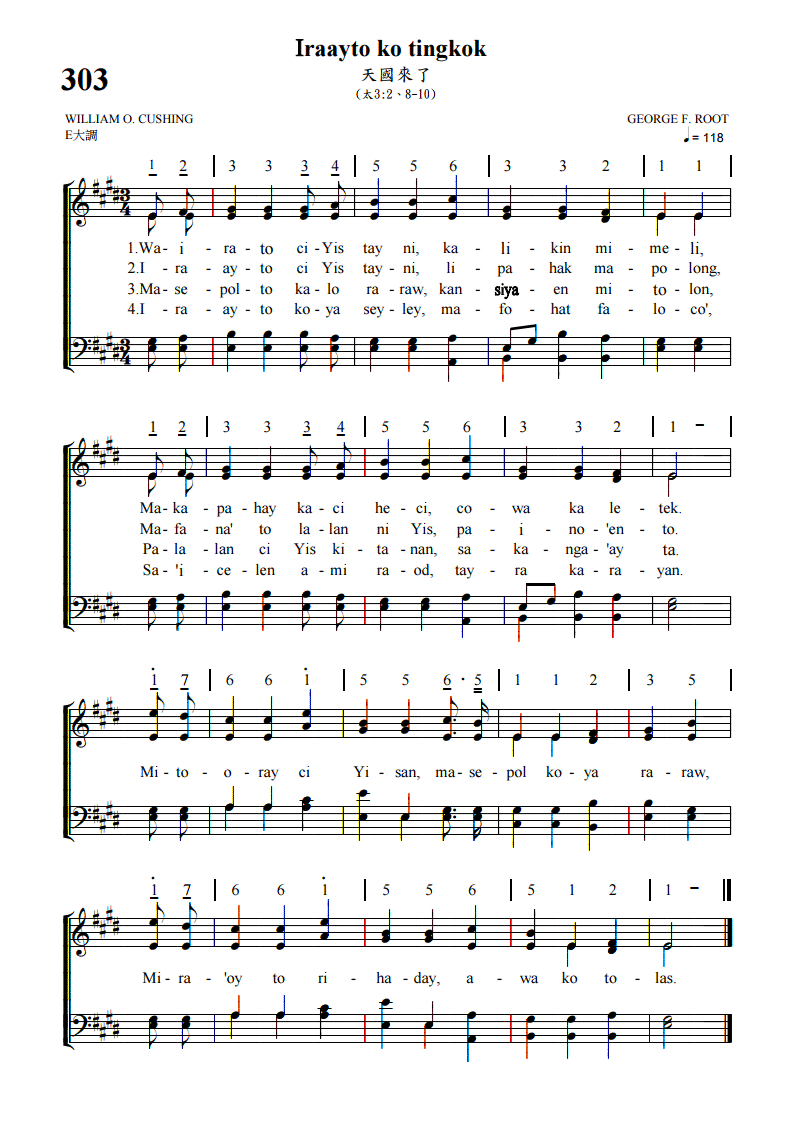 Iraayto ko tingkok
303
天國來了
(太3:2、8-10)
WILLIAM O. CUSHING
GEORGE F. ROOT
E大調
♩= 118
1 2 | 3 3 3 4 | 5 5 6 | 3 3 2 | 1 1 |
1.Wa- i - ra - to ci-Yis tay ni, ka- li - kin mi - me- li,
2.I - ra - ay- to ci Yis tay- ni, li - pa - hak ma - po - long,
3.Ma- se - pol- to ka- lo ra- raw, kan- siya - en mi - to - lon,
4.I - ra - ay- to ko- ya sey- ley, ma - fo - hat fa - lo- co',
1 2 | 3 3 3 4 | 5 5 6 | 3 3 2 | 1 – |
Ma- ka - pa- hay ka- ci he- ci, co - wa ka le - tek.
Ma- fa - na' to la- lan ni Yis, pa - i - no- 'en - to.
Pa- la - lan ci Yis ki - ta- nan, sa - ka - nga- 'ay ta.
Sa- 'i - ce- len a - mi ra- od, tay - ra ka - ra - yan.
1 7 | 6 6 1 | 5 5 6 · 5 | 1 1 2 | 3 5 |
Mi- to - o - ray ci Yi - san, ma- se- pol ko- ya ra - raw,
1 7 | 6 6 1 | 5 5 6 | 5 1 2 | 1 –
Mi- ra - 'oy to ri - ha- day, a - wa ko to - las.